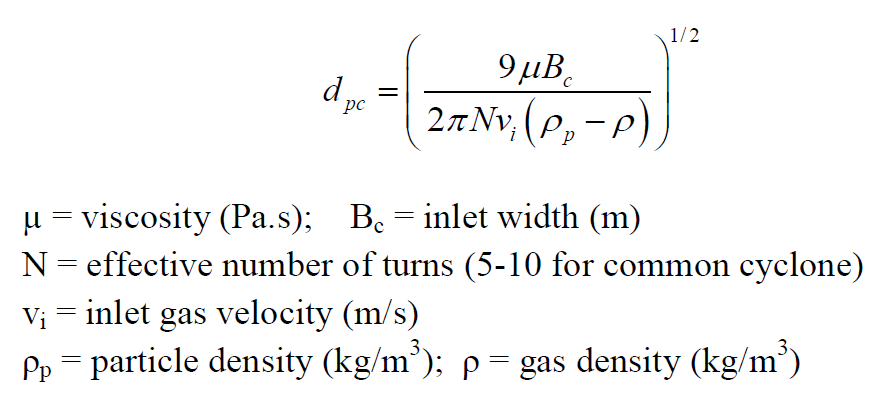 d_pc = ( 9μB_c / 2πNv_i(ρ_p − ρ) )^1/2
μ = viscosity (Pa.s); B_c = inlet width (m)
N = effective number of turns (5-10 for common cyclone)
v_i = inlet gas velocity (m/s)
ρ_p = particle density (kg/m³); ρ = gas density (kg/m³)